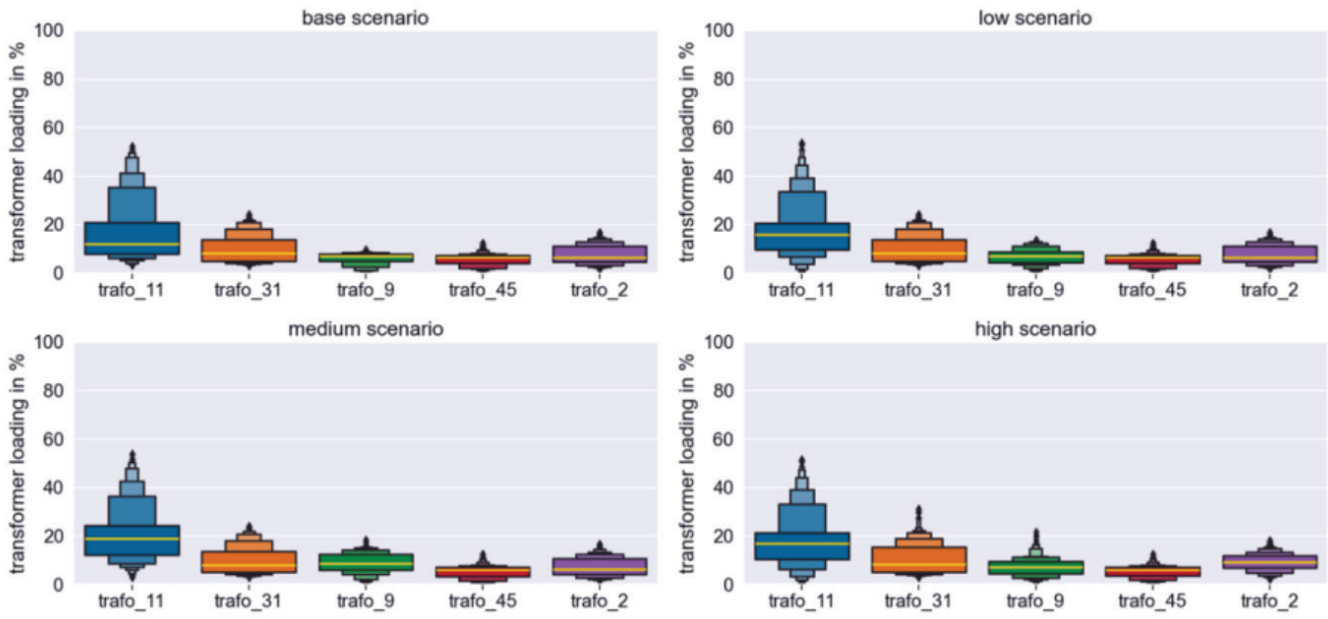 base scenario
transformer loading in %
100
80
60
40
20
0
trafo_11 trafo_31 trafo_9 trafo_45 trafo_2
low scenario
transformer loading in %
100
80
60
40
20
0
trafo_11 trafo_31 trafo_9 trafo_45 trafo_2
medium scenario
transformer loading in %
100
80
60
40
20
0
trafo_11 trafo_31 trafo_9 trafo_45 trafo_2
high scenario
transformer loading in %
100
80
60
40
20
0
trafo_11 trafo_31 trafo_9 trafo_45 trafo_2